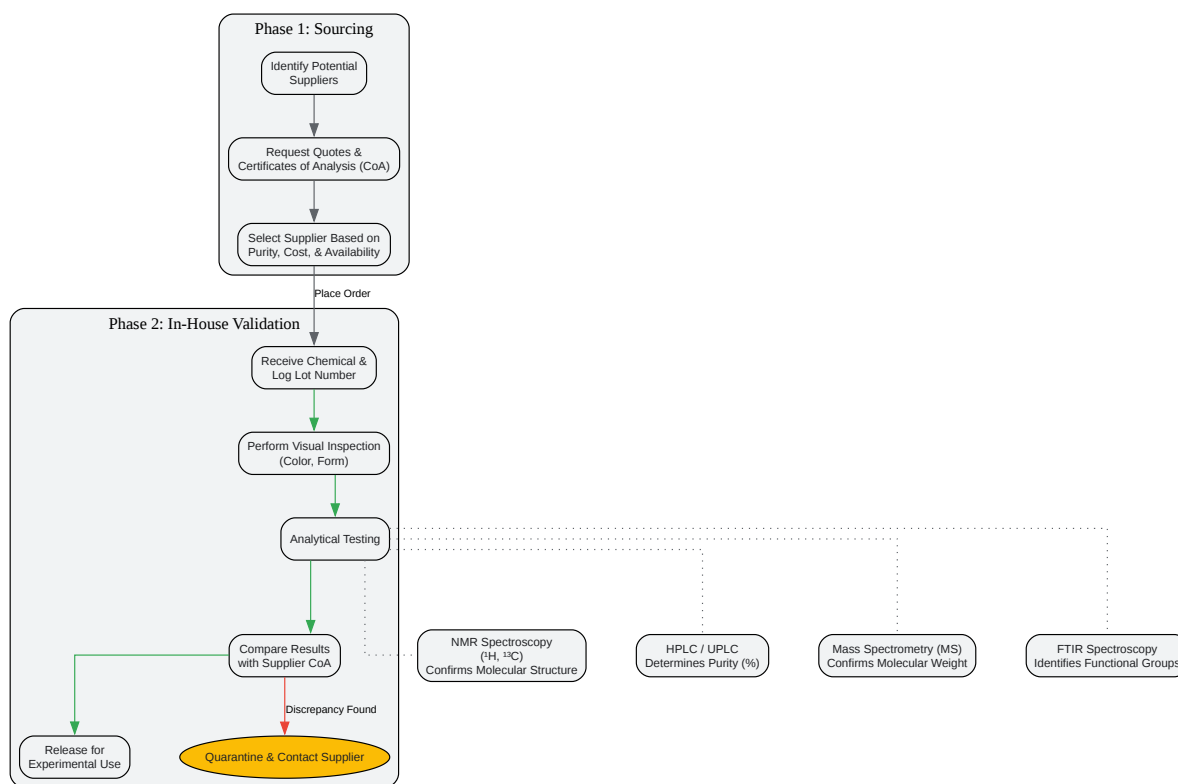 Phase 1: Sourcing
Identify Potential
Suppliers
Request Quotes &
Certificates of Analysis (CoA)
Select Supplier Based on
Purity, Cost, & Availability
Place Order
Phase 2: In-House Validation
Receive Chemical &
Log Lot Number
Perform Visual Inspection
(Color, Form)
Analytical Testing
NMR Spectroscopy
(¹H, ¹³C)
Confirms Molecular Structure
HPLC / UPLC
Determines Purity (%)
Mass Spectrometry (MS)
Confirms Molecular Weight
FTIR Spectroscopy
Identifies Functional Groups
Compare Results
with Supplier CoA
Discrepancy Found
Release for
Experimental Use
Quarantine & Contact Supplier